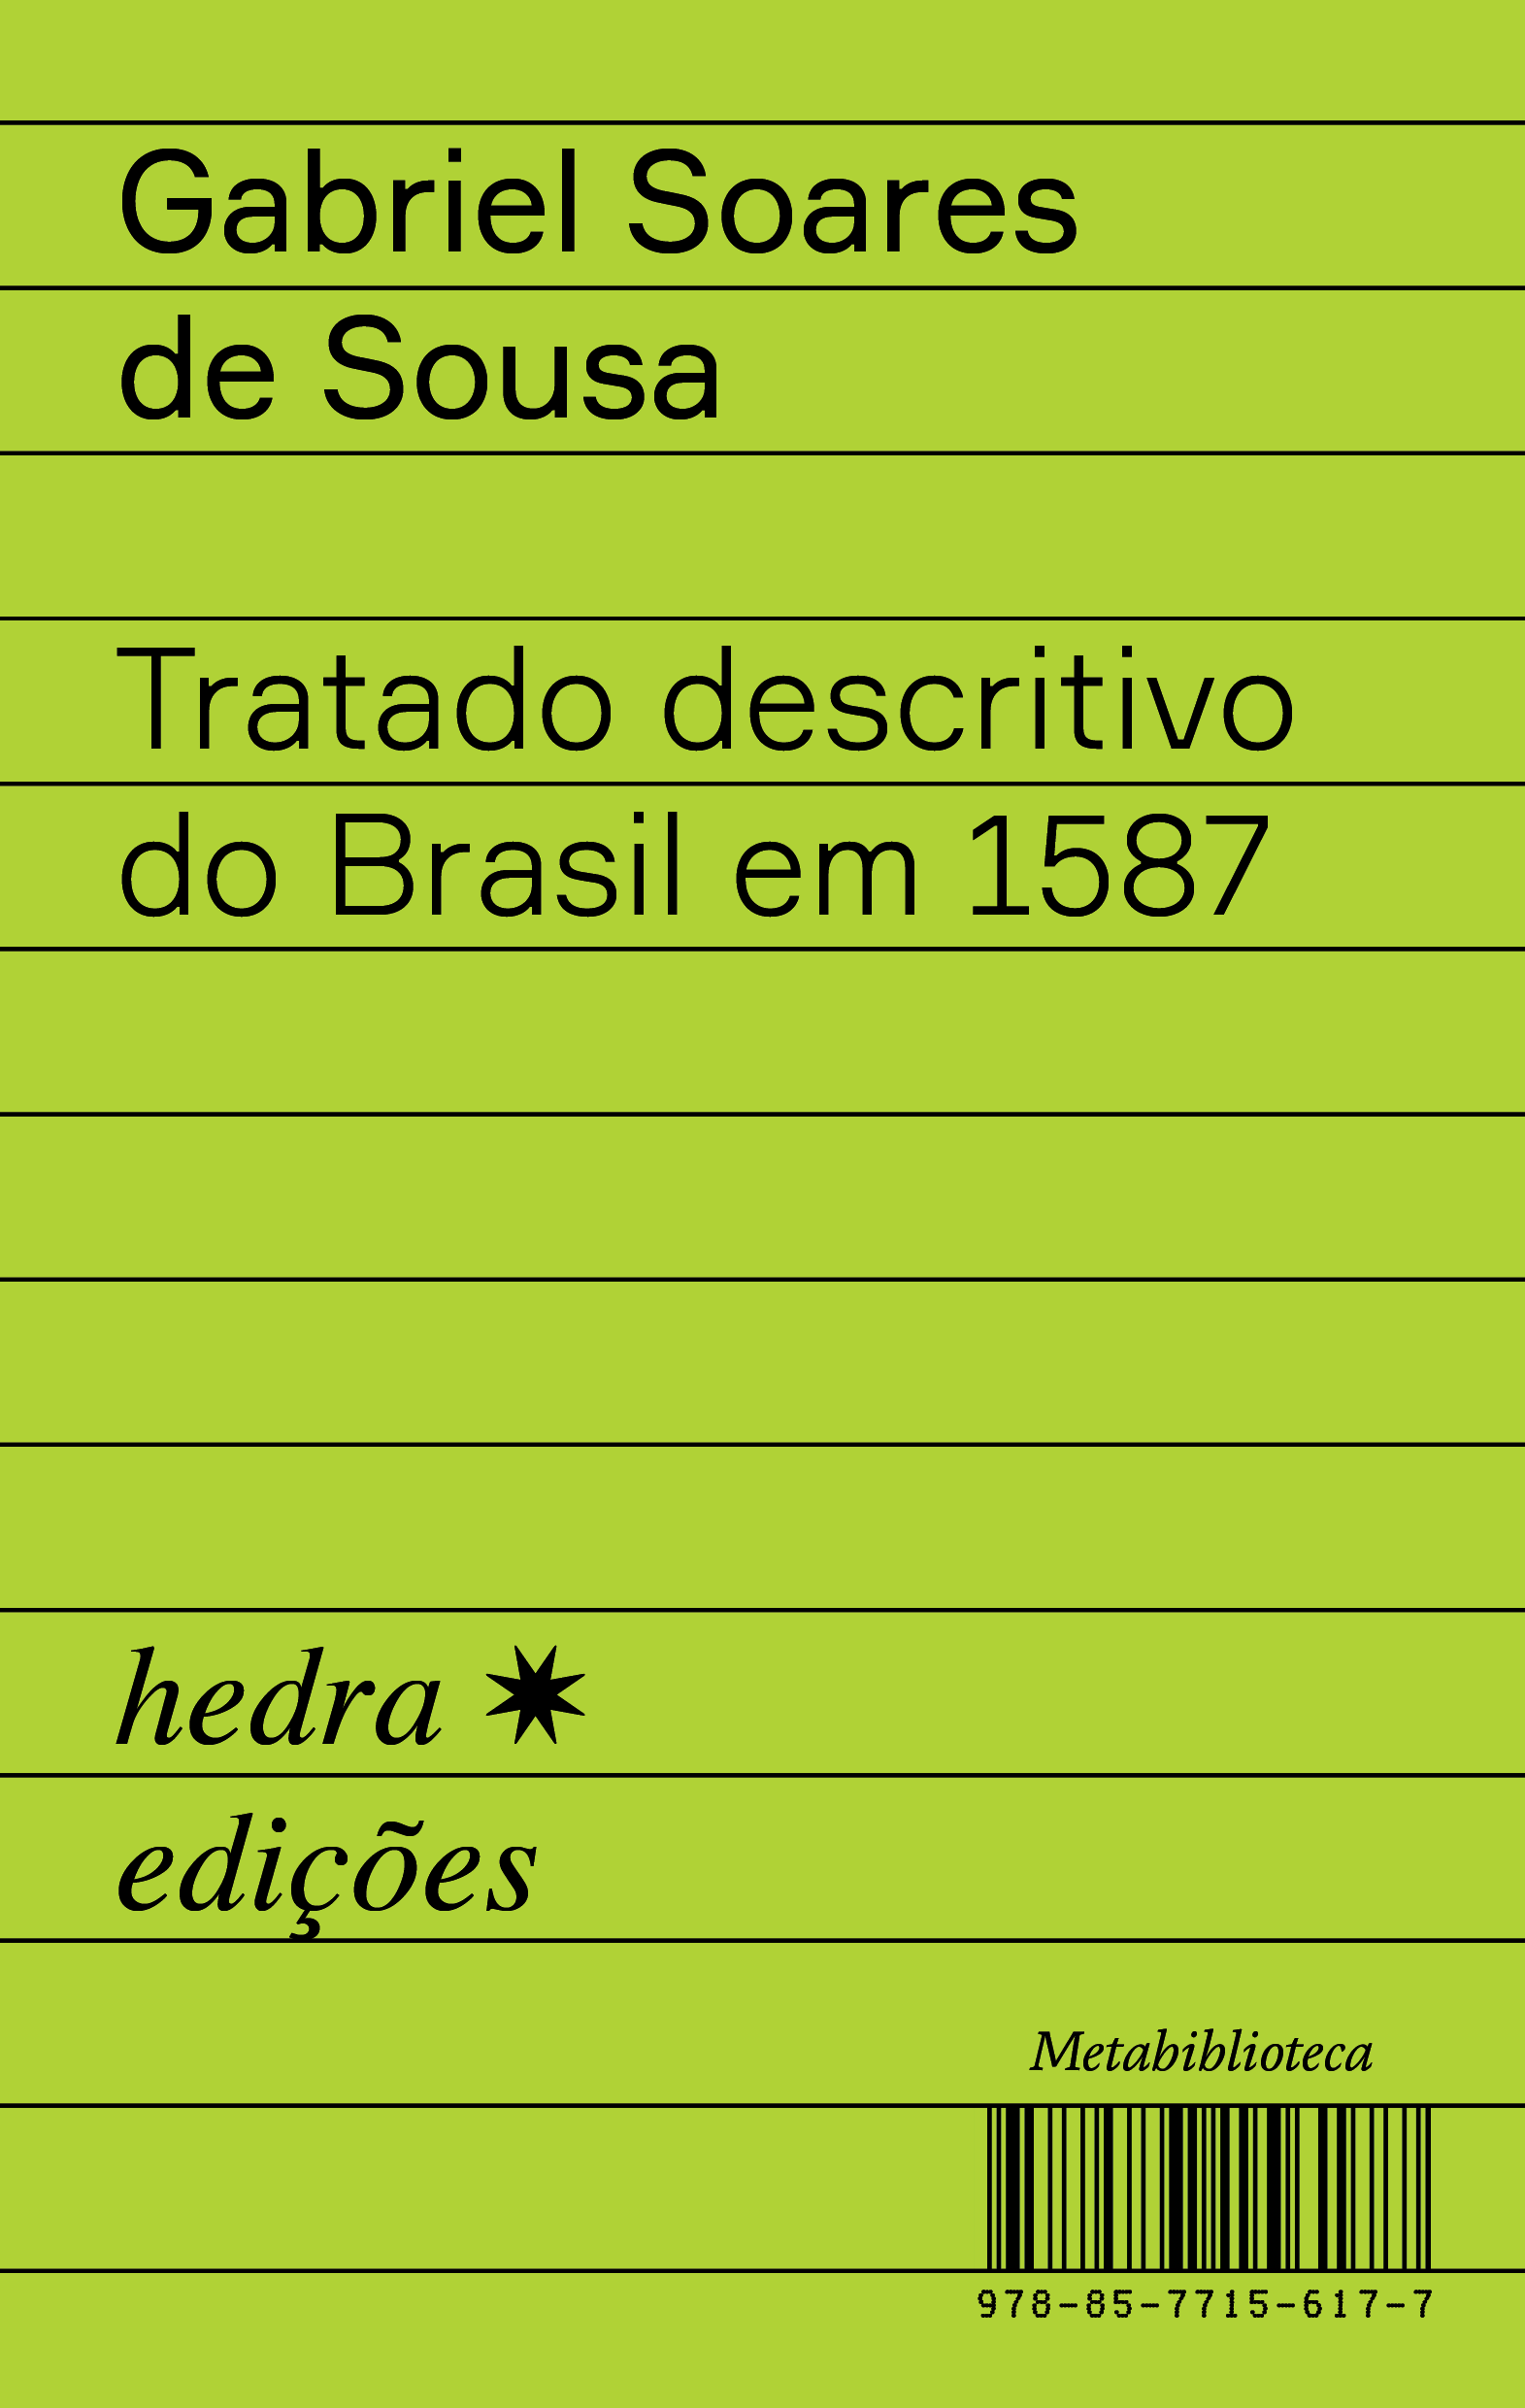 Gabriel Soares
de Sousa
Tratado descritivo
do Brasil em 1587
hedra
edições
Metabiblioteca
978-85-7715-617-7